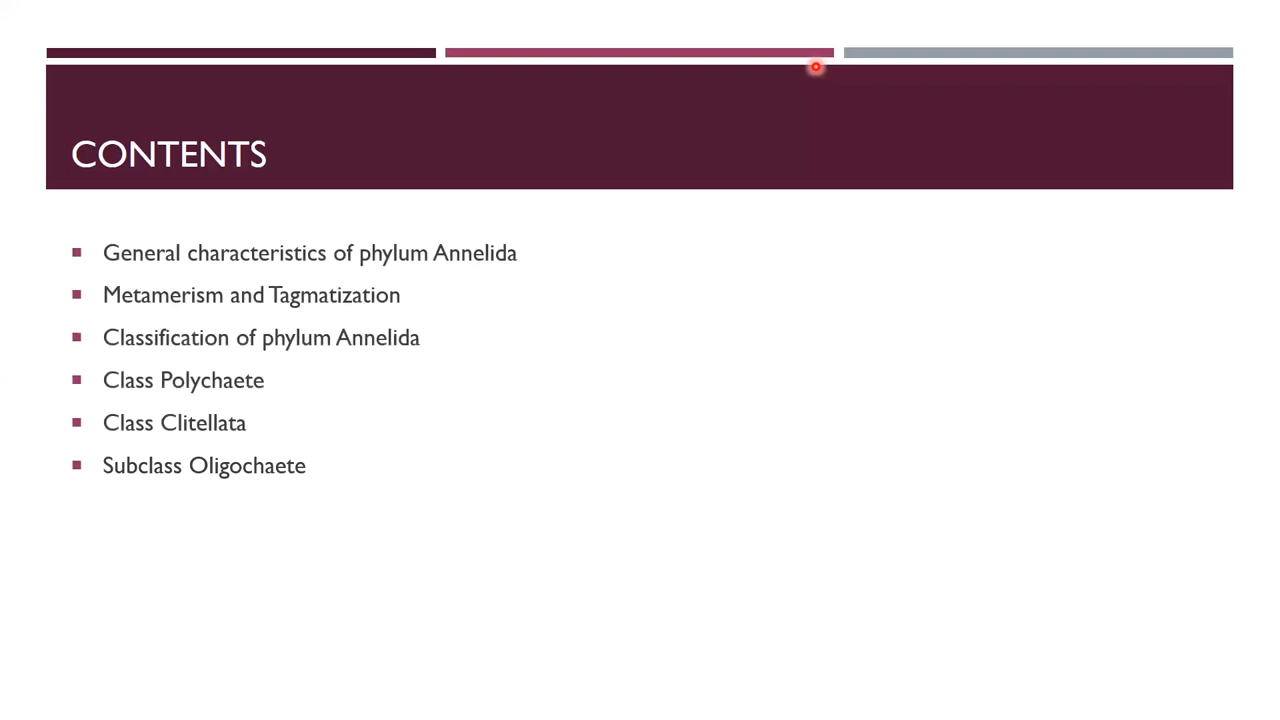 CONTENTS
General characteristics of phylum Annelida
Metamerism and Tagmatization
Classification of phylum Annelida
Class Polychaete
Class Clitellata
Subclass Oligochaete